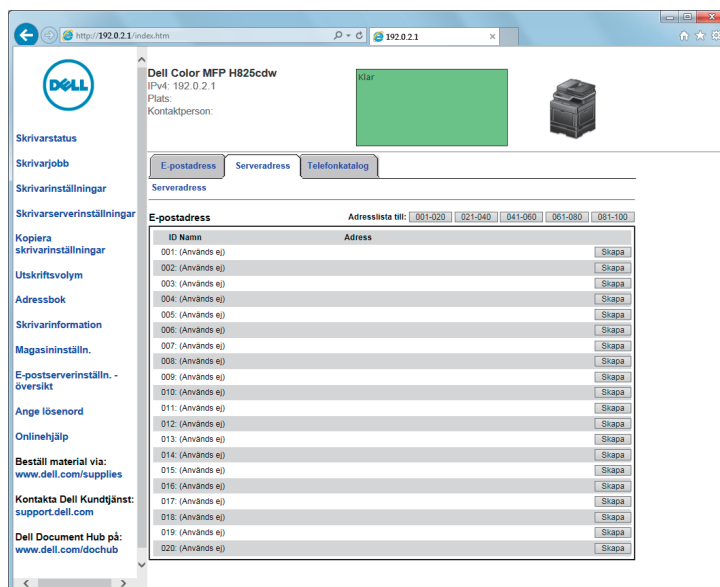 http://192.0.2.1/index.htm
192.0.2.1
DELL
Skrivarstatus
Skrivarjobb
Skrivarinställningar
Skrivarserverinställningar
Kopiera
skrivarinställningar
Utskriftsvolym
Adressbok
Skrivarinformation
Magasininställn.
E-postserverinställn. -
översikt
Ange lösenord
Onlinehjälp
Beställ material via:
www.dell.com/supplies
Kontakta Dell Kundtjänst:
support.dell.com
Dell Document Hub på:
www.dell.com/dochub
Dell Color MFP H825cdw
IPv4: 192.0.2.1
Plats:
Kontaktperson:
Klar
E-postadress Serveradress Telefonkatalog
Serveradress
E-postadress Adresslista till: 001-020 021-040 041-060 061-080 081-100
ID Namn Adress
001: (Används ej) Skapa
002: (Används ej) Skapa
003: (Används ej) Skapa
004: (Används ej) Skapa
005: (Används ej) Skapa
006: (Används ej) Skapa
007: (Används ej) Skapa
008: (Används ej) Skapa
009: (Används ej) Skapa
010: (Används ej) Skapa
011: (Används ej) Skapa
012: (Används ej) Skapa
013: (Används ej) Skapa
014: (Används ej) Skapa
015: (Används ej) Skapa
016: (Används ej) Skapa
017: (Används ej) Skapa
018: (Används ej) Skapa
019: (Används ej) Skapa
020: (Används ej) Skapa